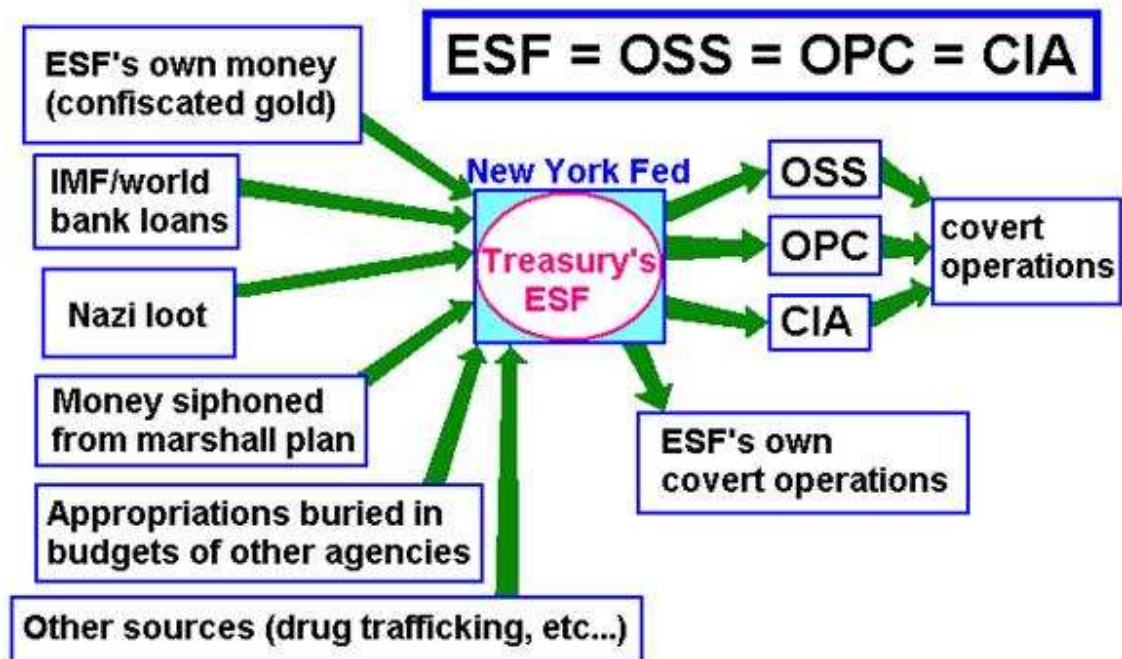 ESF = OSS = OPC = CIA
ESF's own money
(confiscated gold)
IMF/world
bank loans
Nazi loot
Money siphoned
from marshall plan
Appropriations buried in
budgets of other agencies
Other sources (drug trafficking, etc...)
New York Fed
Treasury's
ESF
OSS
OPC
CIA
covert
operations
ESF's own
covert operations